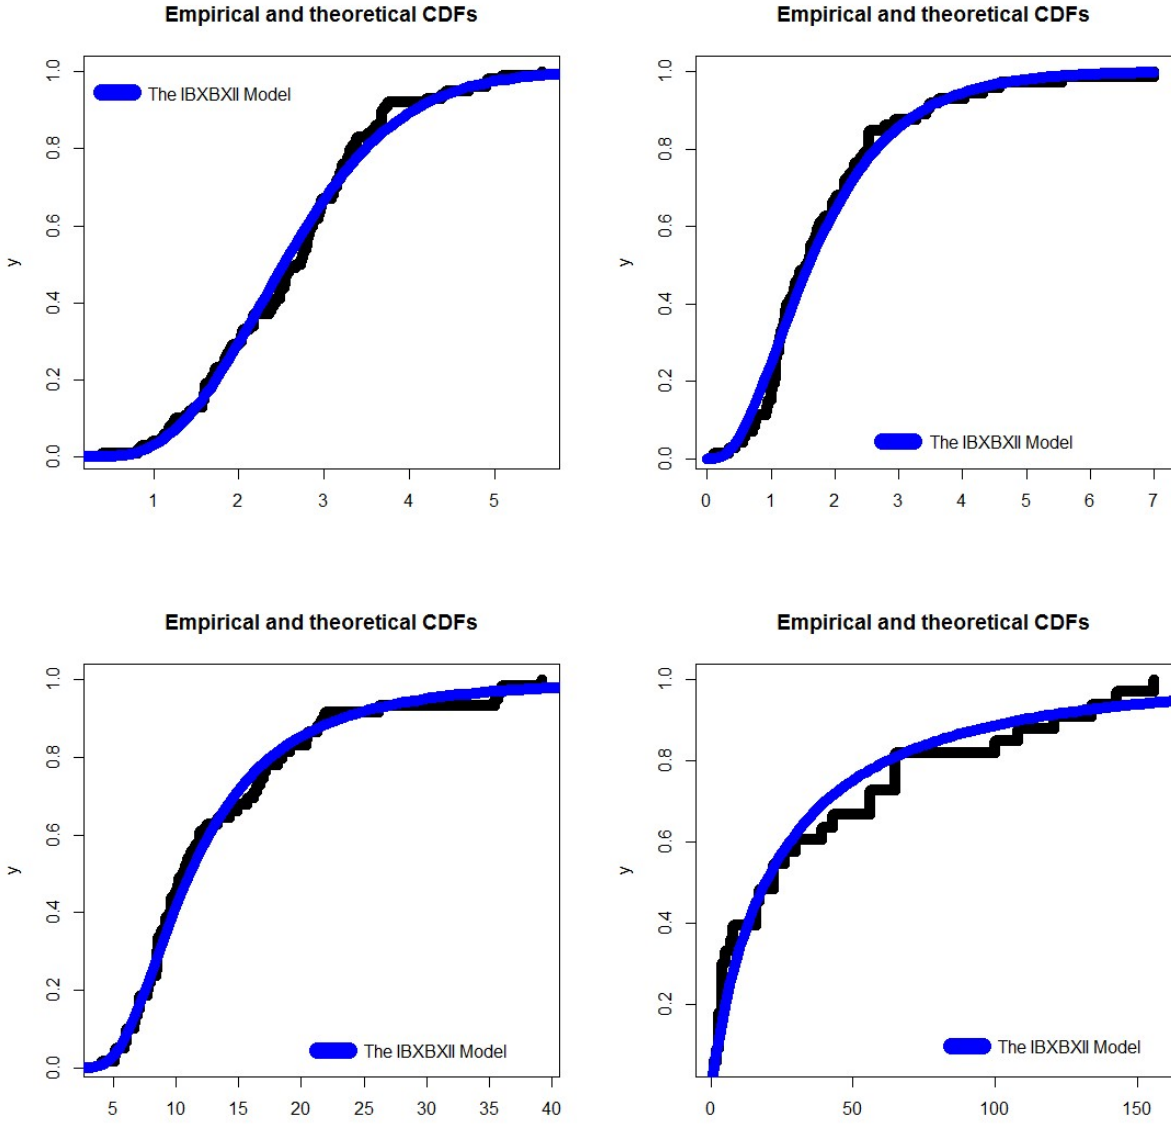 Empirical and theoretical CDFs
y
1.0
0.8
0.6
0.4
0.2
0.0
The IBXBXII Model
1 2 3 4 5
Empirical and theoretical CDFs
y
1.0
0.8
0.6
0.4
0.2
0.0
The IBXBXII Model
0 1 2 3 4 5 6 7
Empirical and theoretical CDFs
y
1.0
0.8
0.6
0.4
0.2
0.0
The IBXBXII Model
5 10 15 20 25 30 35 40
Empirical and theoretical CDFs
y
1.0
0.8
0.6
0.4
0.2
The IBXBXII Model
0 50 100 150